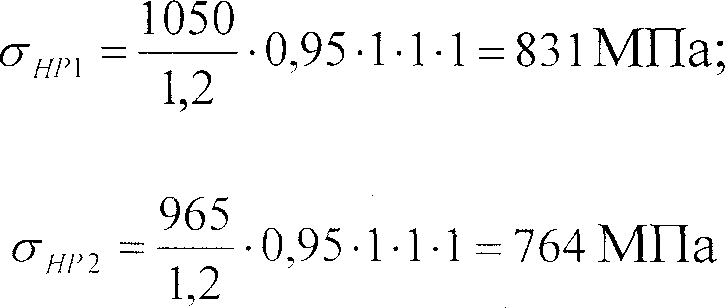 σ_HP1 = 1050/1,2 · 0,95 · 1 · 1 · 1 = 831 МПа;
σ_HP2 = 965/1,2 · 0,95 · 1 · 1 · 1 = 764 МПа